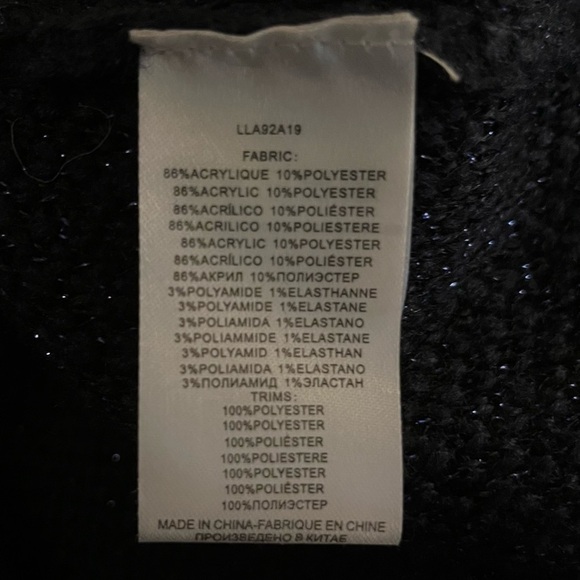 LLA92A19
FABRIC:
86%ACRYLIQUE 10%POLYESTER
86%ACRYLIC 10%POLYESTER
86%ACRÍLICO 10%POLIÉSTER
86%ACRILICO 10%POLIESTERE
86%ACRYLIC 10%POLYESTER
86%ACRÍLICO 10%POLIÉSTER
86%АКРИЛ 10%ПОЛИЭСТЕР
3%POLYAMIDE 1%ELASTHANNE
3%POLYAMIDE 1%ELASTANE
3%POLIAMIDA 1%ELASTANO
3%POLIAMMIDE 1%ELASTANE
3%POLYAMID 1%ELASTHAN
3%POLIAMIDA 1%ELASTANO
3%ПОЛИАМИД 1%ЭЛАСТАН
TRIMS:
100%POLYESTER
100%POLYESTER
100%POLIÉSTER
100%POLIESTERE
100%POLYESTER
100%POLIÉSTER
100%ПОЛИЭСТЕР
MADE IN CHINA-FABRIQUE EN CHINE
ПРОИЗВЕДЕНО В КИТАЕ